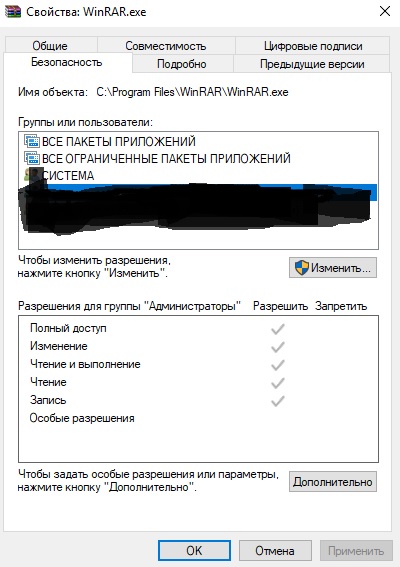 Свойства: WinRAR.exe
Общие
Совместимость
Цифровые подписи
Безопасность
Подробно
Предыдущие версии
Имя объекта: C:\Program Files\WinRAR\WinRAR.exe
Группы или пользователи:
ВСЕ ПАКЕТЫ ПРИЛОЖЕНИЙ
ВСЕ ОГРАНИЧЕННЫЕ ПАКЕТЫ ПРИЛОЖЕНИЙ
СИСТЕМА
Чтобы изменить разрешения,
нажмите кнопку "Изменить".
Изменить...
Разрешения для группы "Администраторы" Разрешить Запретить
Полный доступ
Изменение
Чтение и выполнение
Чтение
Запись
Особые разрешения
Чтобы задать особые разрешения или параметры,
нажмите кнопку "Дополнительно".
Дополнительно
OK
Отмена
Применить